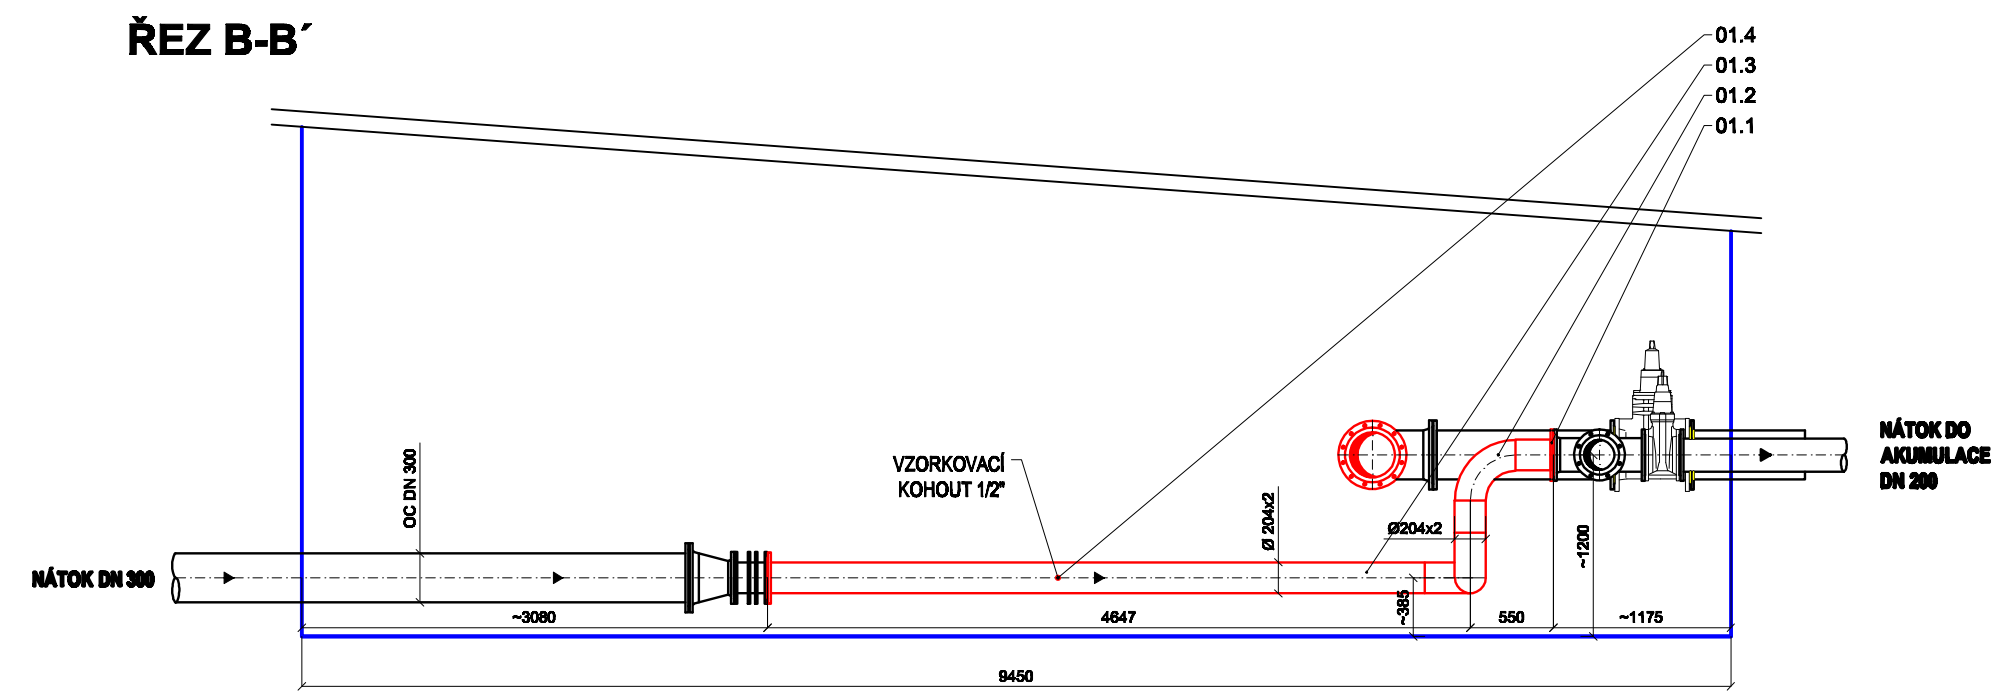 ŘEZ B-B´
01.4
01.3
01.2
01.1
VZORKOVACÍ
KOHOUT 1/2"
OC DN 300
Ø 204x2
Ø204x2
~1200
~385
NÁTOK DO
AKUMULACE
DN 200
NÁTOK DN 300
~3080
4647
550
~1175
9450